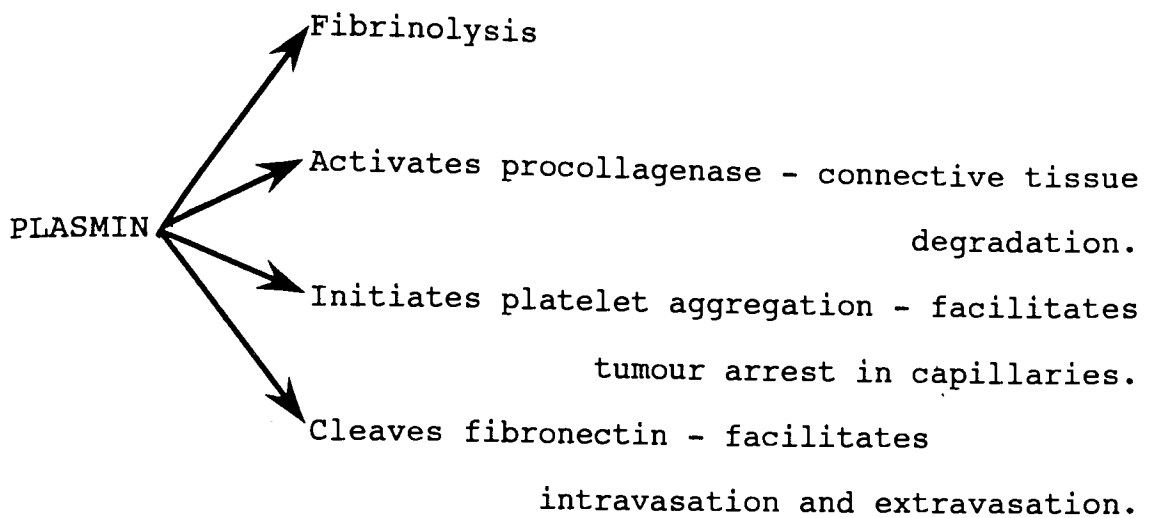 Fibrinolysis
Activates procollagenase - connective tissue
PLASMIN
degradation.
Initiates platelet aggregation - facilitates
tumour arrest in capillaries.
Cleaves fibronectin - facilitates
intravasation and extravasation.